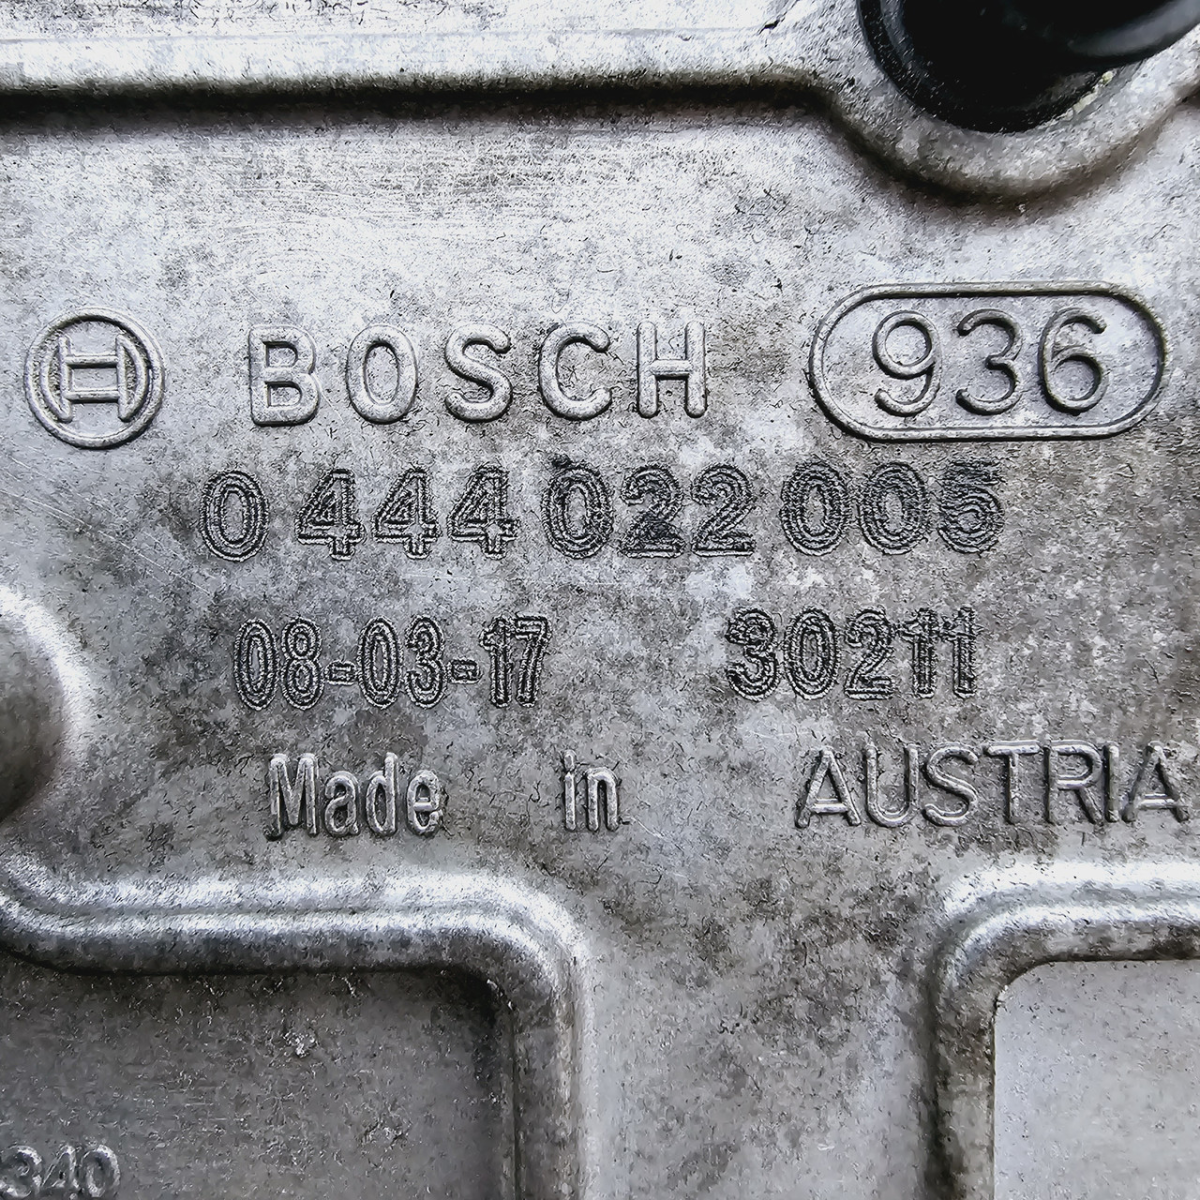 BOSCH 936
0 444 022 005
08-03-17 30211
Made in AUSTRIA
340